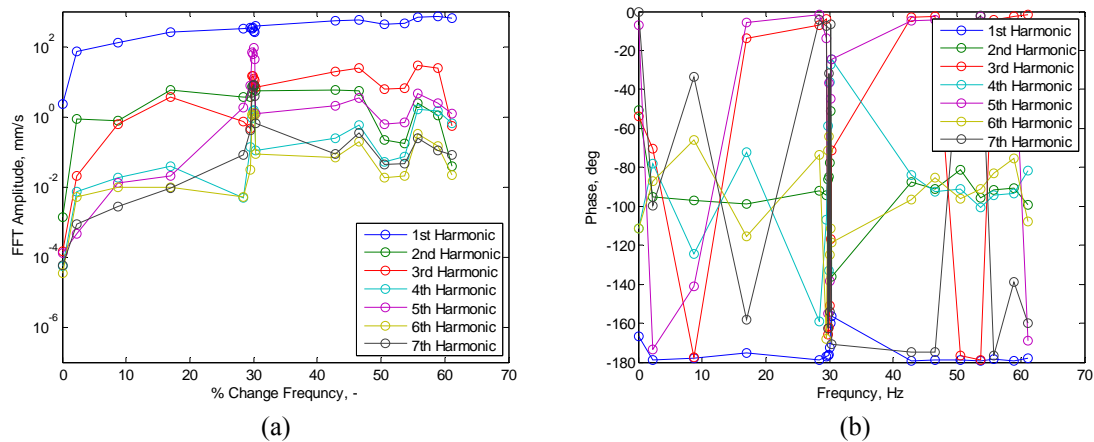 10^2
10^0
10^-2
10^-4
10^-6
FFT Amplitude, mm/s
0 10 20 30 40 50 60 70
% Change Frequncy, -
1st Harmonic
2nd Harmonic
3rd Harmonic
4th Harmonic
5th Harmonic
6th Harmonic
7th Harmonic
(a)
0
-20
-40
-60
-80
-100
-120
-140
-160
-180
Phase, deg
0 10 20 30 40 50 60 70
Frequncy, Hz
1st Harmonic
2nd Harmonic
3rd Harmonic
4th Harmonic
5th Harmonic
6th Harmonic
7th Harmonic
(b)